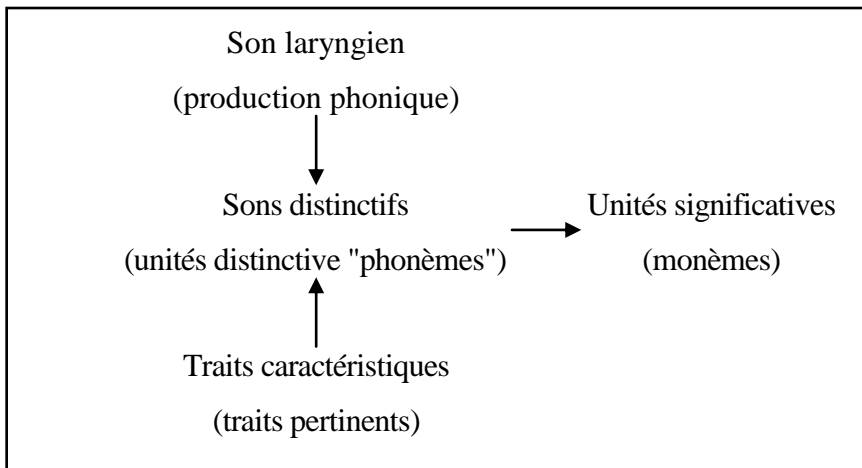 Son laryngien
(production phonique)
Sons distinctifs
(unités distinctive "phonèmes")
Unités significatives
(monèmes)
Traits caractéristiques
(traits pertinents)